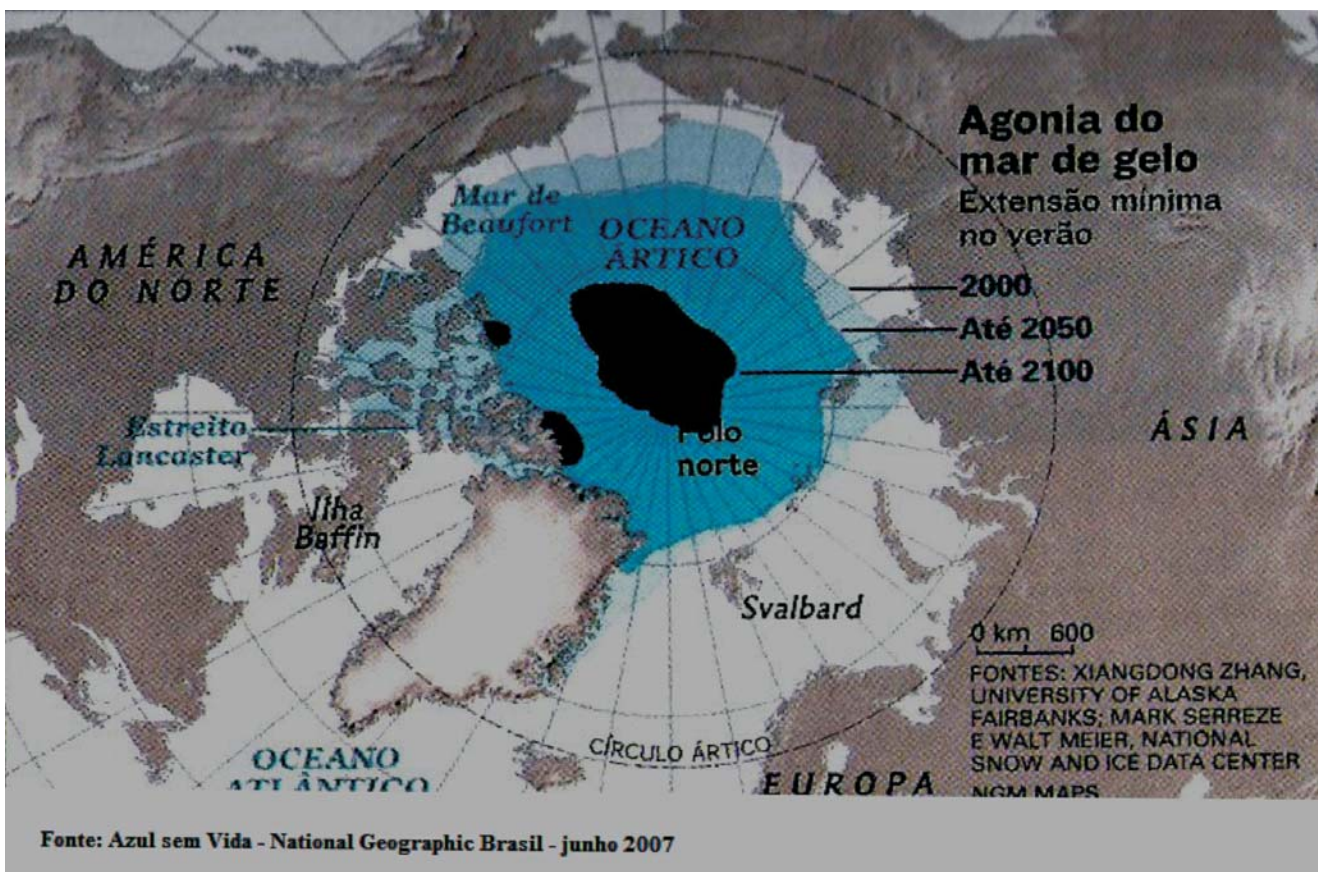 Agonia do
mar de gelo
Extensão mínima
no verão
2000
Até 2050
Até 2100
Mar de
Beaufort
OCEANO
ÁRTICO
AMÉRICA
DO NORTE
Estreito
Lancaster
Polo
norte
ÁSIA
Ilha
Baffin
Svalbard
0 km 600
FONTES: XIANGDONG ZHANG,
UNIVERSITY OF ALASKA
FAIRBANKS; MARK SERREZE
E WALT MEIER, NATIONAL
SNOW AND ICE DATA CENTER
NGM MAPS
CÍRCULO ÁRTICO
OCEANO
ATLÂNTICO
EUROPA
Fonte: Azul sem Vida - National Geographic Brasil - junho 2007